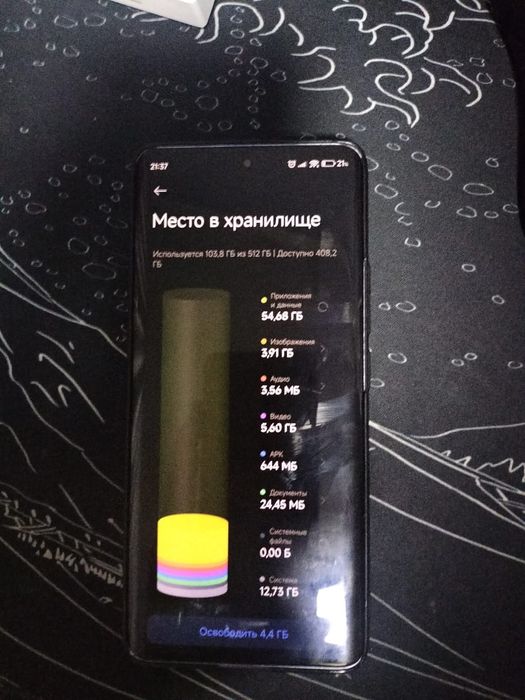 21:37
21%
Место в хранилище
Используется 103,8 ГБ из 512 ГБ | Доступно 408,2
ГБ
Приложения
и данные
54,68 ГБ
Изображения
3,91 ГБ
Аудио
3,56 МБ
Видео
5,60 ГБ
APK
644 МБ
Документы
24,45 МБ
Системные
файлы
0,00 Б
Система
12,73 ГБ
Освободить 4,4 ГБ